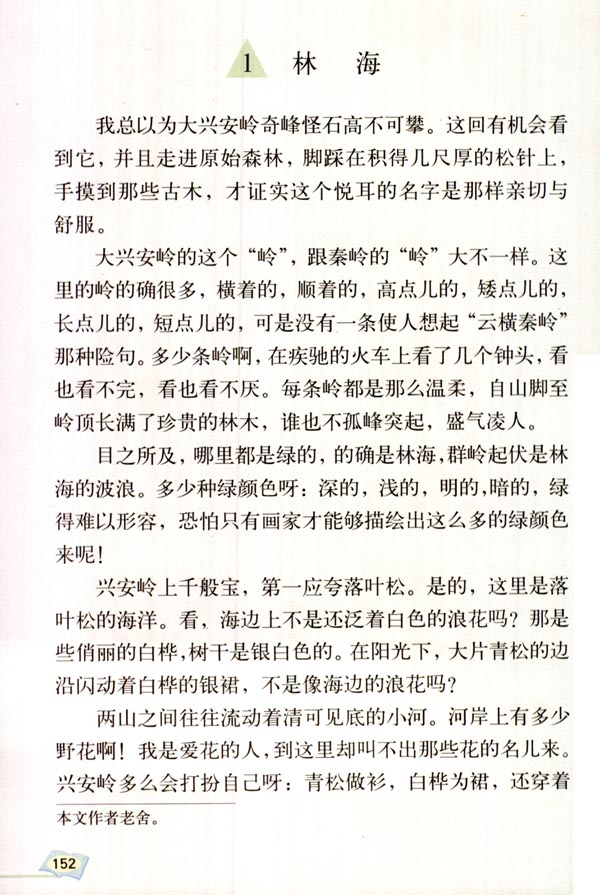 1 林 海
我总以为大兴安岭奇峰怪石高不可攀。这回有机会看
到它，并且走进原始森林，脚踩在积得几尺厚的松针上，
手摸到那些古木，才证实这个悦耳的名字是那样亲切与
舒服。
大兴安岭的这个“岭”，跟秦岭的“岭”大不一样。这
里的岭的确很多，横着的，顺着的，高点儿的，矮点儿的，
长点儿的，短点儿的，可是没有一条使人想起“云横秦岭”
那种险句。多少条岭啊，在疾驰的火车上看了几个钟头，看
也看不完，看也看不厌。每条岭都是那么温柔，自山脚至
岭顶长满了珍贵的林木，谁也不孤峰突起，盛气凌人。
目之所及，哪里都是绿的，的确是林海，群岭起伏是林
海的波浪。多少种绿颜色呀：深的，浅的，明的，暗的，绿
得难以形容，恐怕只有画家才能够描绘出这么多的绿颜色
来呢！
兴安岭上千般宝，第一应夸落叶松。是的，这里是落
叶松的海洋。看，海边上不是还泛着白色的浪花吗？那是
些俏丽的白桦，树干是银白色的。在阳光下，大片青松的边
沿闪动着白桦的银裙，不是像海边的浪花吗？
两山之间往往流动着清可见底的小河。河岸上有多少
野花啊！我是爱花的人，到这里却叫不出那些花的名儿来。
兴安岭多么会打扮自己呀：青松做衫，白桦为裙，还穿着
本文作者老舍。
152